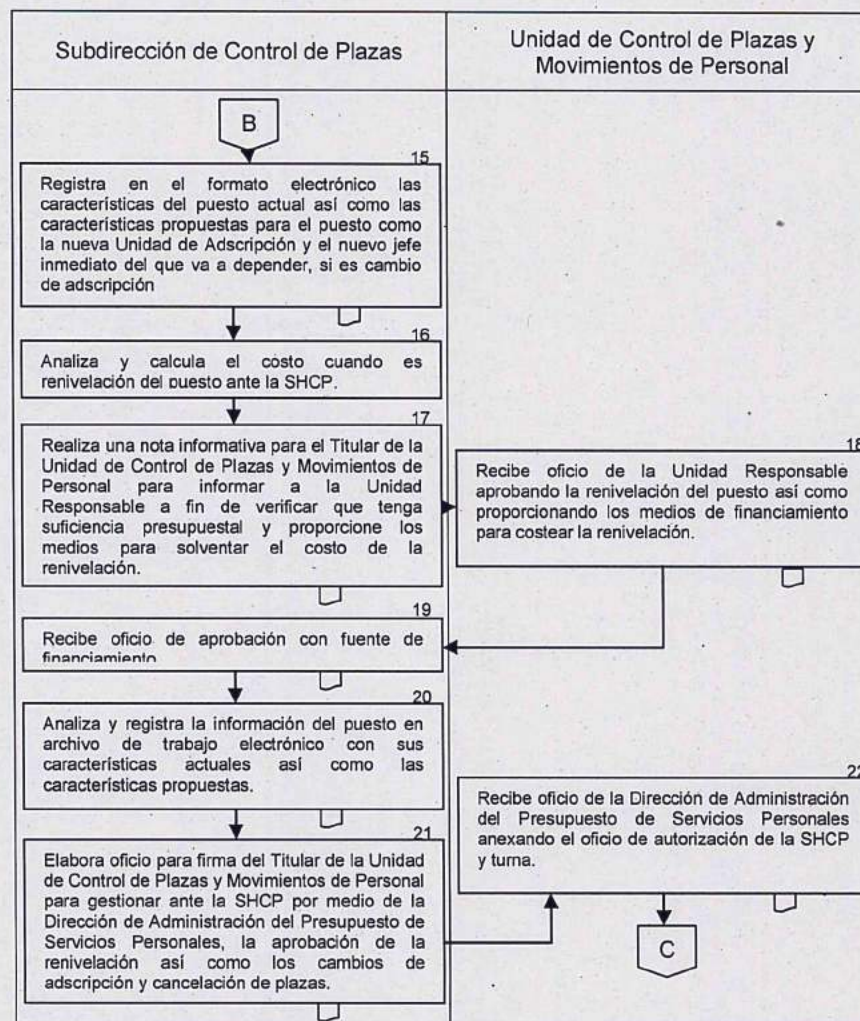 Subdirección de Control de Plazas
Unidad de Control de Plazas y
Movimientos de Personal
B
15
Registra en el formato electrónico las
características del puesto actual así como las
características propuestas para el puesto como
la nueva Unidad de Adscripción y el nuevo jefe
inmediato del que va a depender, si es cambio
de adscripción
16
Analiza y calcula el costo cuando es
renivelación del puesto ante la SHCP.
17
Realiza una nota informativa para el Titular de la
Unidad de Control de Plazas y Movimientos de
Personal para informar a la Unidad
Responsable a fin de verificar que tenga
suficiencia presupuestal y proporcione los
medios para solventar el costo de la
renivelación.
18
Recibe oficio de la Unidad Responsable
aprobando la renivelación del puesto así como
proporcionando los medios de financiamiento
para costear la renivelación.
19
Recibe oficio de aprobación con fuente de
financiamiento
20
Analiza y registra la información del puesto en
archivo de trabajo electrónico con sus
características actuales así como las
características propuestas.
21
Elabora oficio para firma del Titular de la Unidad
de Control de Plazas y Movimientos de Personal
para gestionar ante la SHCP por medio de la
Dirección de Administración del Presupuesto de
Servicios Personales, la aprobación de la
renivelación así como los cambios de
adscripción y cancelación de plazas.
22
Recibe oficio de la Dirección de Administración
del Presupuesto de Servicios Personales
anexando el oficio de autorización de la SHCP
y turna.
C